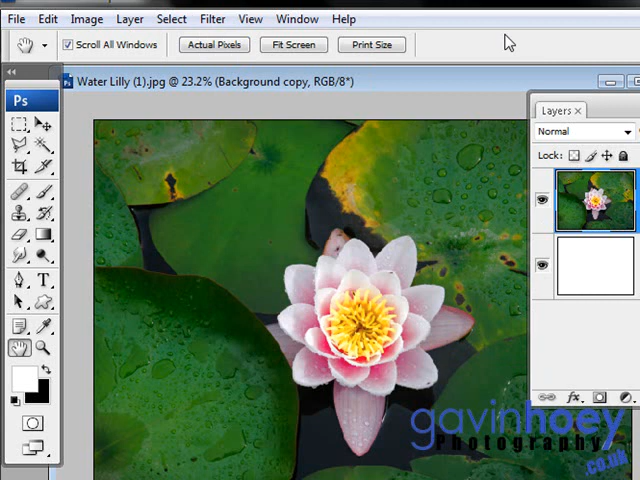 File Edit Image Layer Select Filter View Window Help
Scroll All Windows Actual Pixels Fit Screen Print Size
Water Lilly (1).jpg @ 23.2% (Background copy, RGB/8*)
Ps
Layers x
Normal
Lock:
T
fx
gavinhoey
Photography
.co.uk